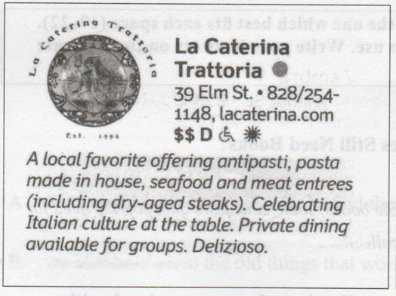 La Caterina Trattoria
Est. 1996
La Caterina
Trattoria
39 Elm St. • 828/254-
1148, lacaterina.com
$$ D
A local favorite offering antipasti, pasta
made in house, seafood and meat entrees
(including dry-aged steaks). Celebrating
Italian culture at the table. Private dining
available for groups. Delizioso.